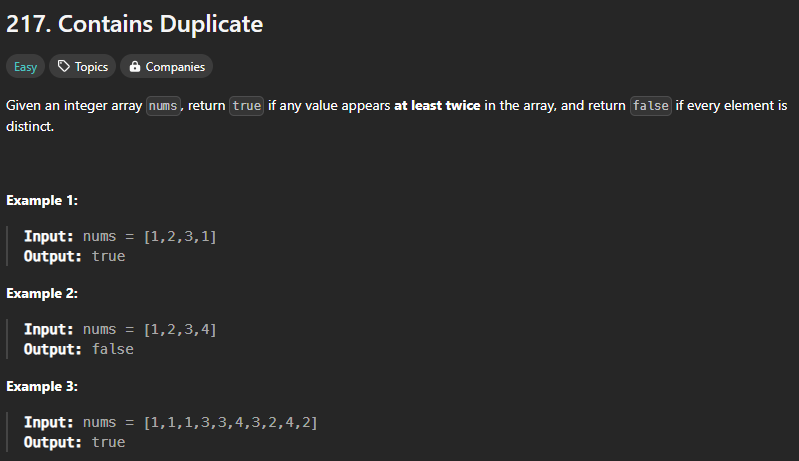 217. Contains Duplicate
Easy Topics Companies
Given an integer array nums, return true if any value appears at least twice in the array, and return false if every element is
distinct.
Example 1:
Input: nums = [1,2,3,1]
Output: true
Example 2:
Input: nums = [1,2,3,4]
Output: false
Example 3:
Input: nums = [1,1,1,3,3,4,3,2,4,2]
Output: true